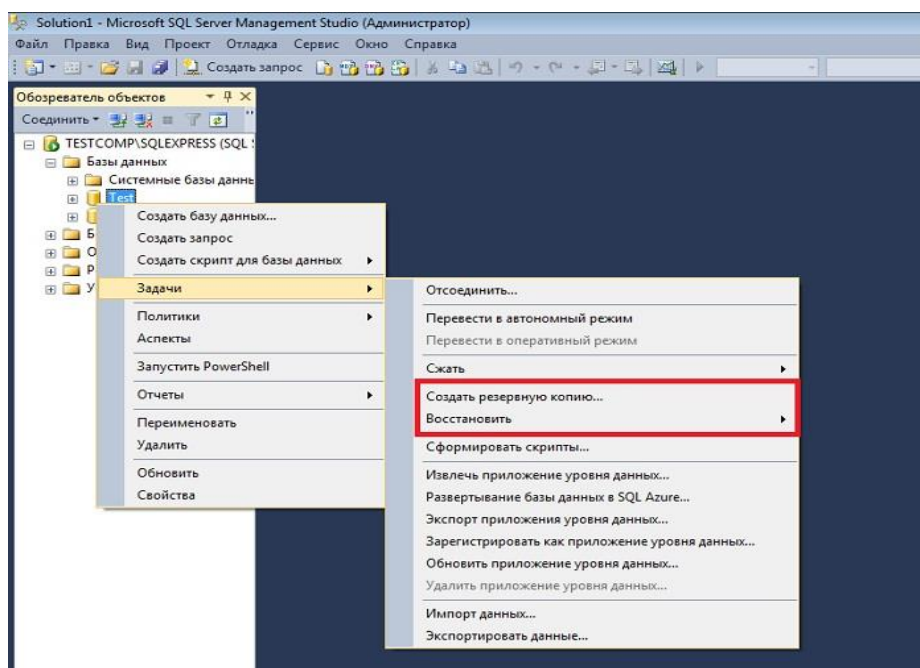 Solution1 - Microsoft SQL Server Management Studio (Администратор)
Файл Правка Вид Проект Отладка Сервис Окно Справка
Создать запрос
Обозреватель объектов
Соединить
TESTCOMP\SQLEXPRESS (SQL
Базы данных
Системные базы данны
Test
Б
О
Р
У
Создать базу данных...
Создать запрос
Создать скрипт для базы данных
Задачи
Политики
Аспекты
Запустить PowerShell
Отчеты
Переименовать
Удалить
Обновить
Свойства
Отсоединить...
Перевести в автономный режим
Перевести в оперативный режим
Сжать
Создать резервную копию...
Восстановить
Сформировать скрипты...
Извлечь приложение уровня данных...
Развертывание базы данных в SQL Azure...
Экспорт приложения уровня данных...
Зарегистрировать как приложение уровня данных...
Обновить приложение уровня данных...
Удалить приложение уровня данных...
Импорт данных...
Экспортировать данные...